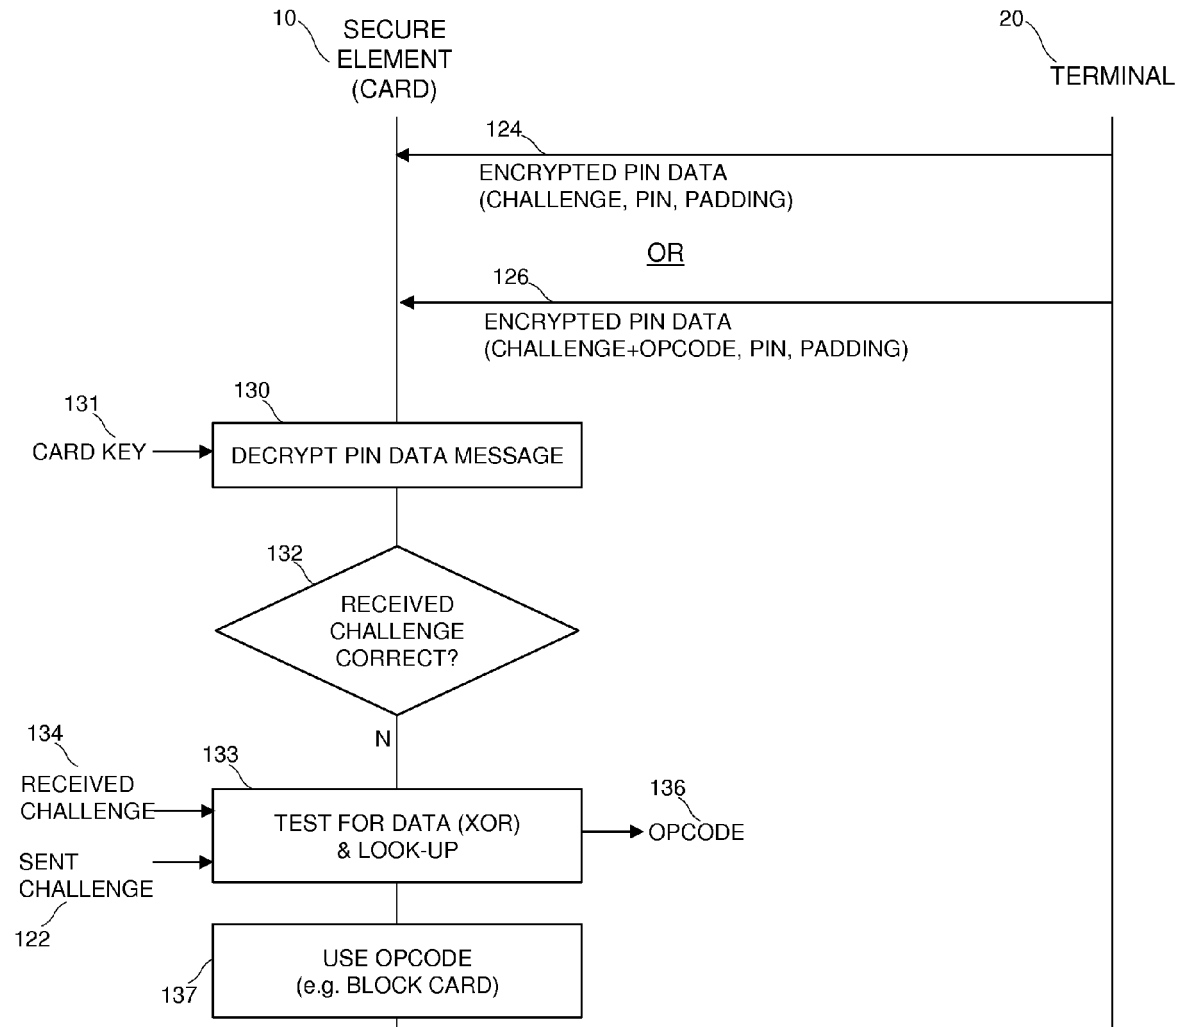 10
SECURE
ELEMENT
(CARD)
20
TERMINAL
124
ENCRYPTED PIN DATA
(CHALLENGE, PIN, PADDING)
OR
126
ENCRYPTED PIN DATA
(CHALLENGE+OPCODE, PIN, PADDING)
130
131
CARD KEY
DECRYPT PIN DATA MESSAGE
132
RECEIVED
CHALLENGE
CORRECT?
N
134
RECEIVED
CHALLENGE
133
TEST FOR DATA (XOR)
& LOOK-UP
136
OPCODE
SENT
CHALLENGE
122
USE OPCODE
(e.g. BLOCK CARD)
137